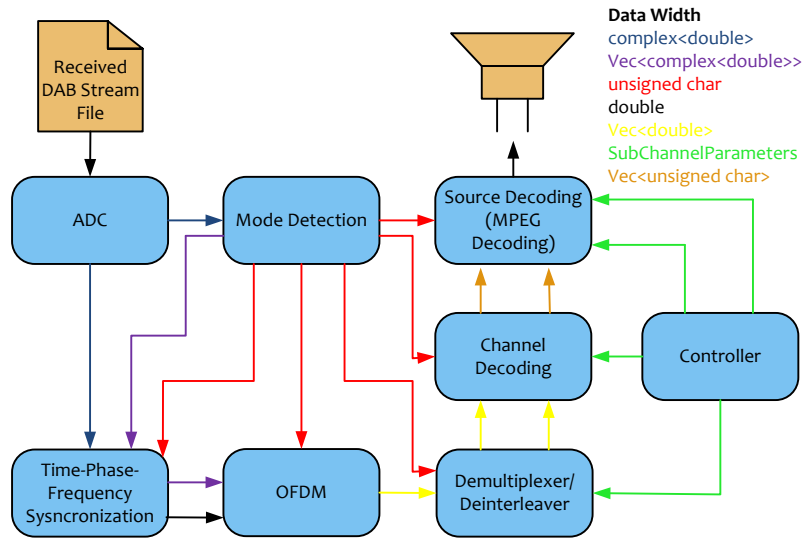 Received
DAB Stream
File
Data Width
complex<double>
Vec<complex<double>>
unsigned char
double
Vec<double>
SubChannelParameters
Vec<unsigned char>
ADC
Mode Detection
Source Decoding
(MPEG
Decoding)
Channel
Decoding
Controller
Time-Phase-
Frequency
Sysncronization
OFDM
Demultiplexer/
Deinterleaver